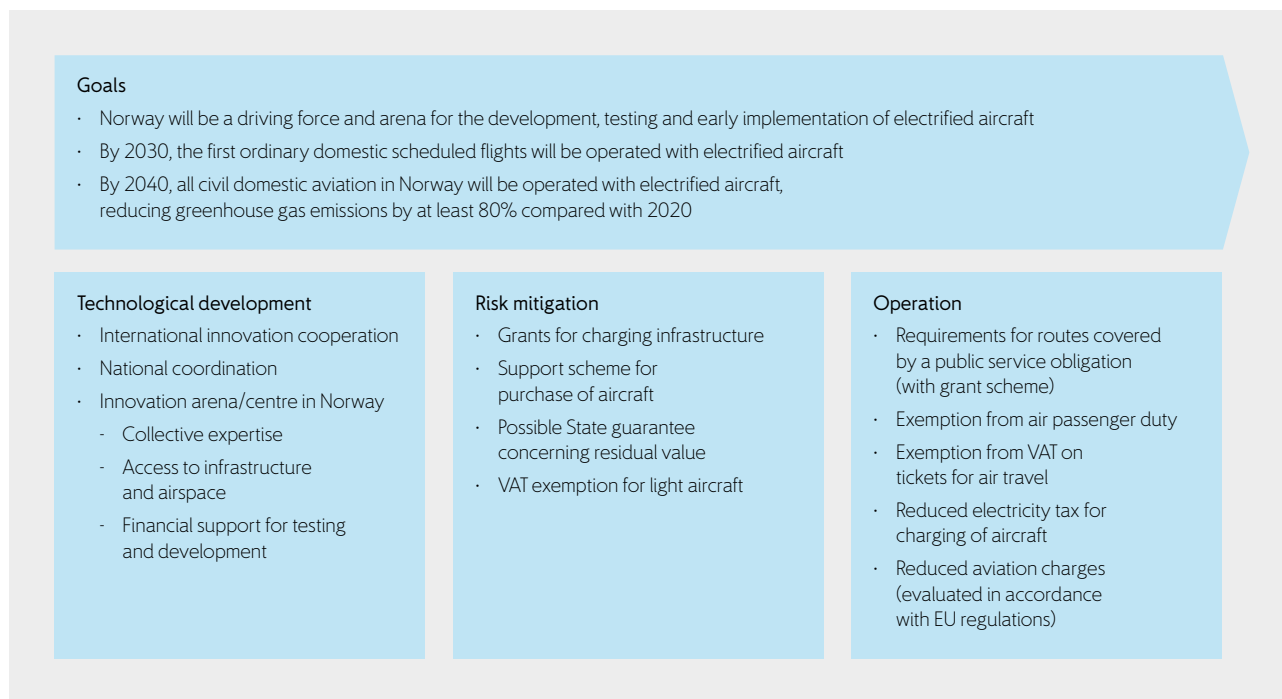 Goals
· Norway will be a driving force and arena for the development, testing and early implementation of electrified aircraft
· By 2030, the first ordinary domestic scheduled flights will be operated with electrified aircraft
· By 2040, all civil domestic aviation in Norway will be operated with electrified aircraft,
reducing greenhouse gas emissions by at least 80% compared with 2020
Technological development
· International innovation cooperation
· National coordination
· Innovation arena/centre in Norway
- Collective expertise
- Access to infrastructure
and airspace
- Financial support for testing
and development
Risk mitigation
· Grants for charging infrastructure
· Support scheme for
purchase of aircraft
· Possible State guarantee
concerning residual value
· VAT exemption for light aircraft
Operation
· Requirements for routes covered
by a public service obligation
(with grant scheme)
· Exemption from air passenger duty
· Exemption from VAT on
tickets for air travel
· Reduced electricity tax for
charging of aircraft
· Reduced aviation charges
(evaluated in accordance
with EU regulations)